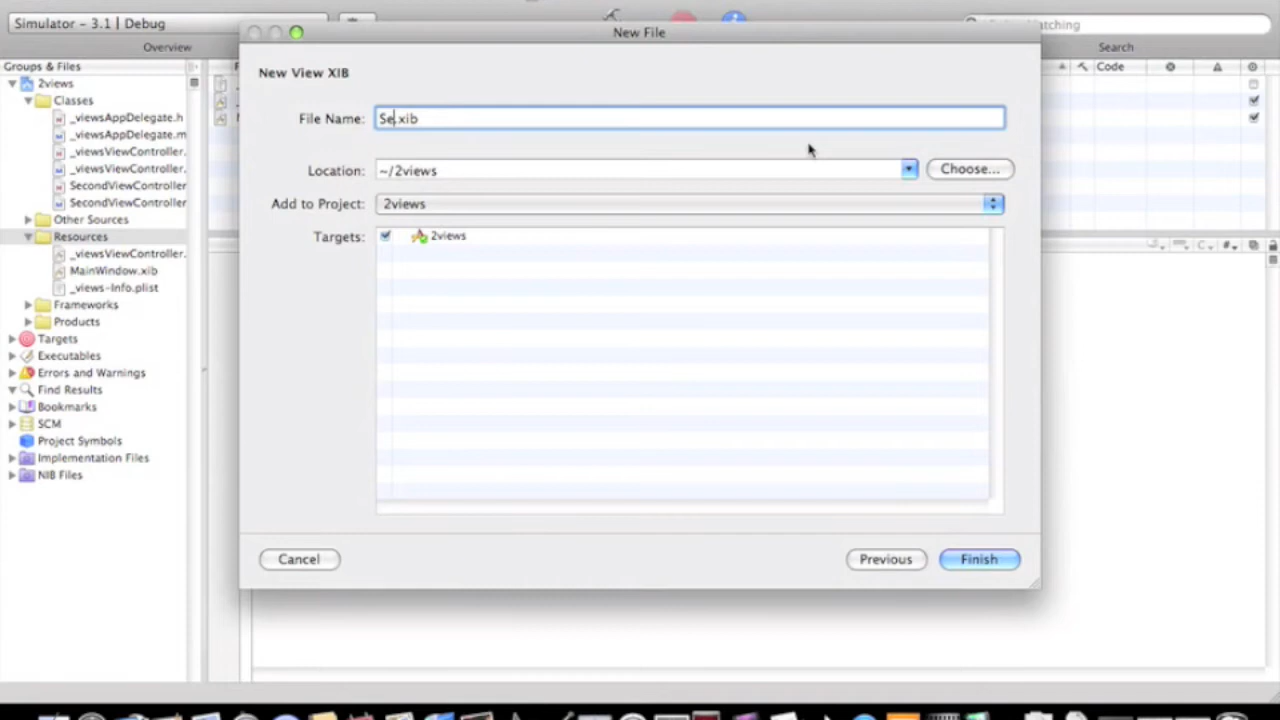 Simulator - 3.1 | Debug
Overview
New File
Search
Groups & Files
Code
2views
Classes
_viewsAppDelegate.h
_viewsAppDelegate.m
_viewsViewController.
_viewsViewController.
SecondViewController
SecondViewController
Other Sources
Resources
_viewsViewController.
MainWindow.xib
_views-Info.plist
Frameworks
Products
Targets
Executables
Errors and Warnings
Find Results
Bookmarks
SCM
Project Symbols
Implementation Files
NIB Files
New View XIB
File Name: Se.xib
Location: ~/2views Choose...
Add to Project: 2views
Targets: 2views
Cancel Previous Finish